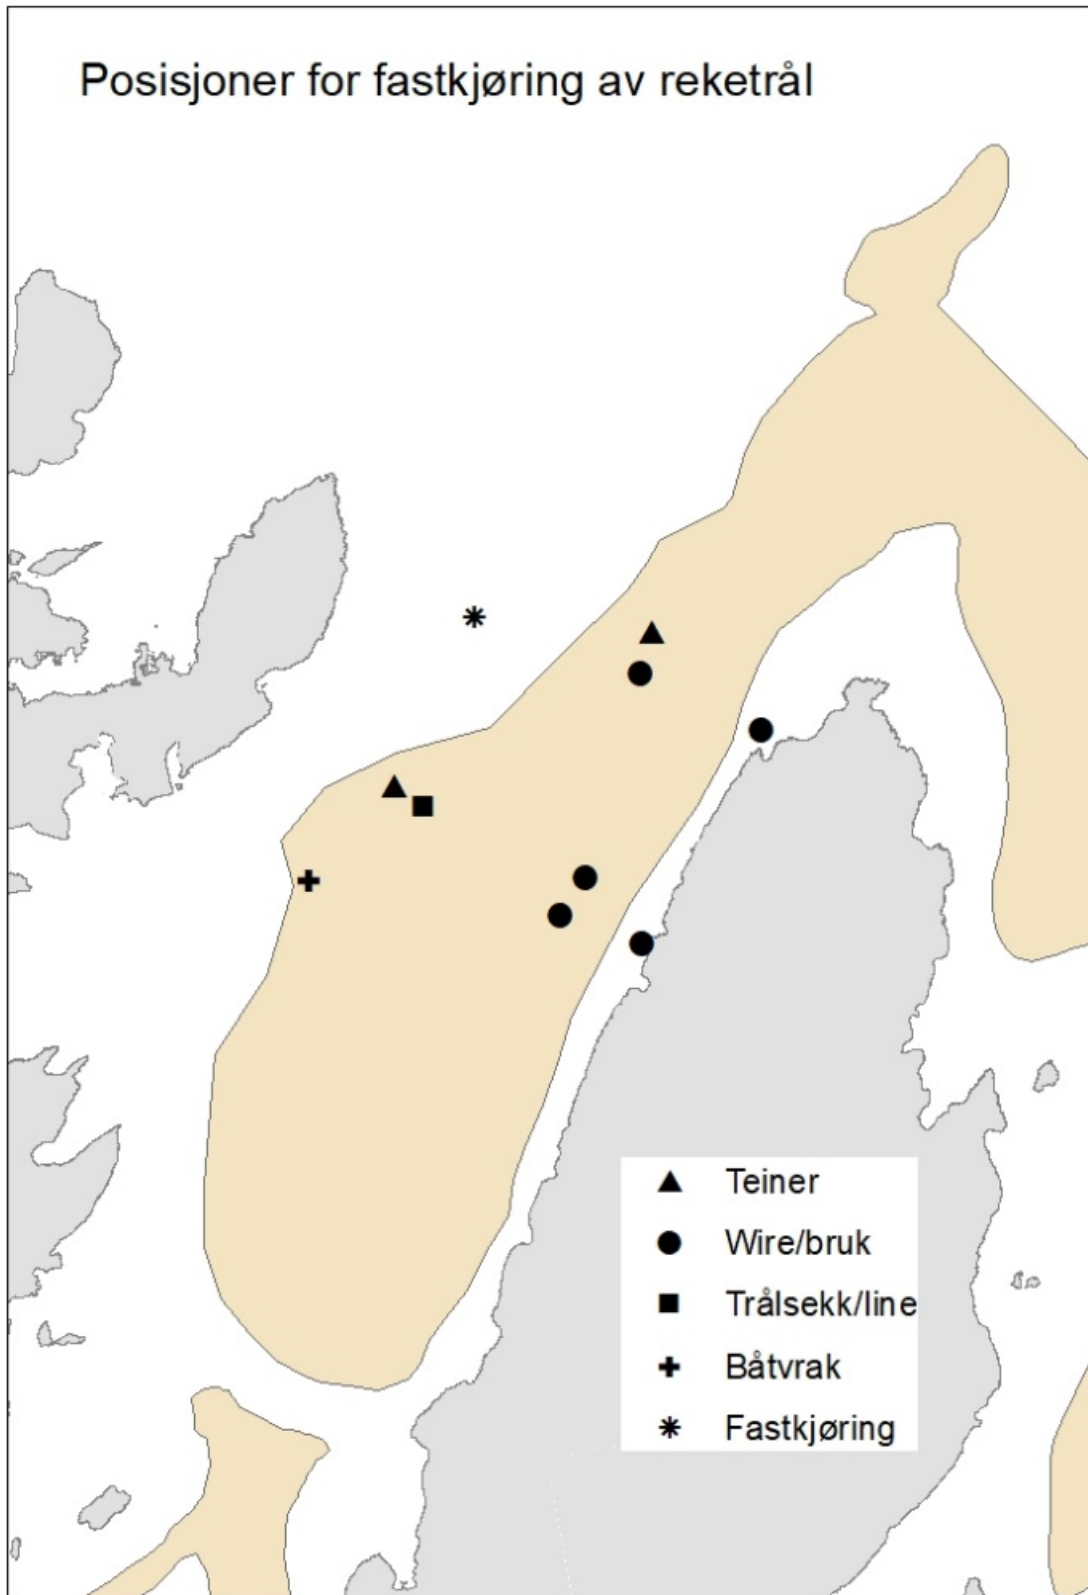 Posisjoner for fastkjøring av reketrål
Teiner
Wire/bruk
Trålsekk/line
Båtvrak
Fastkjøring